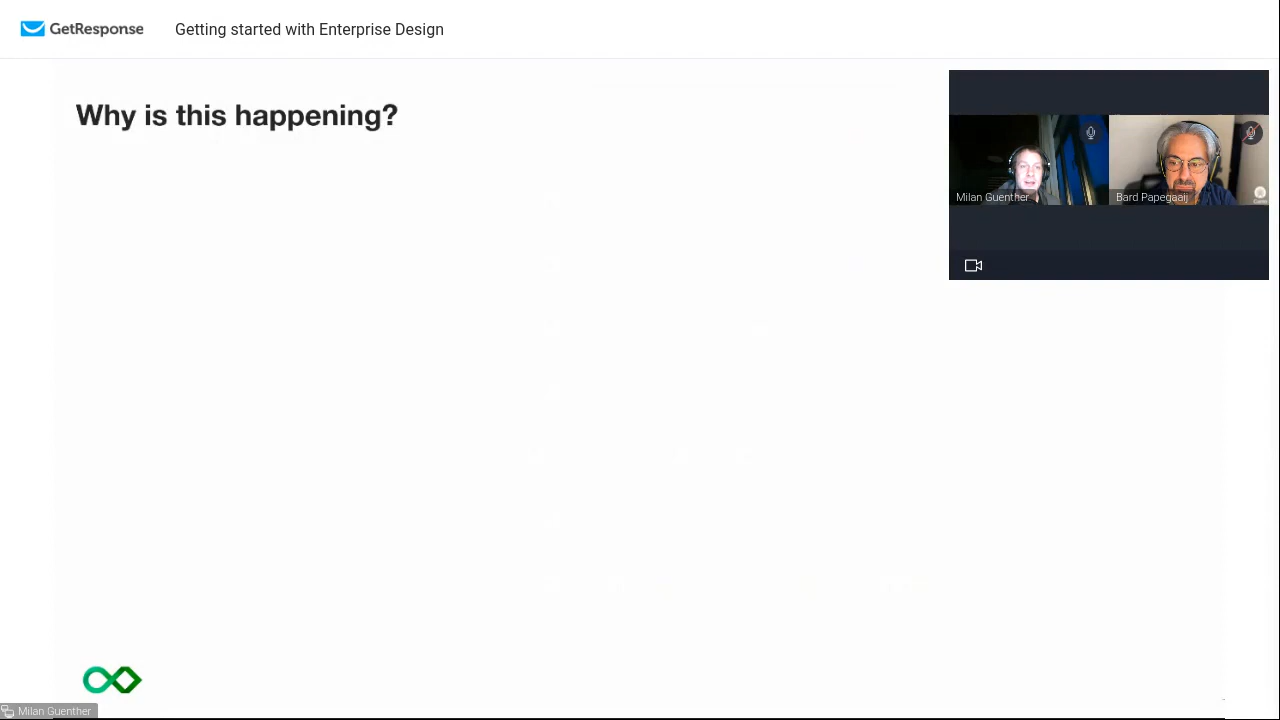 GetResponse
Getting started with Enterprise Design
Why is this happening?
Milan Guenther
Bard Papegaaij
Milan Guenther